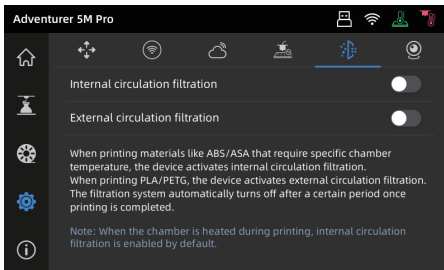 Adventurer 5M Pro
Internal circulation filtration
External circulation filtration
When printing materials like ABS/ASA that require specific chamber
temperature, the device activates internal circulation filtration.
When printing PLA/PETG, the device activates external circulation filtration.
The filtration system automatically turns off after a certain period once
printing is completed.
Note: When the chamber is heated during printing, internal circulation
filtration is enabled by default.